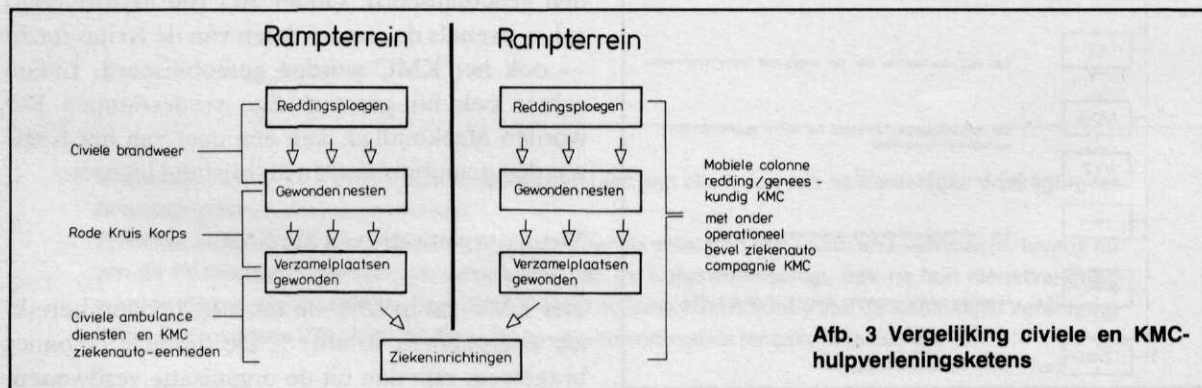 Rampterrein
Reddingsploegen
Civiele brandweer
Gewonden nesten
Rode Kruis Korps
Verzamelplaatsen
gewonden
Civiele ambulance
diensten en KMC
ziekenauto-eenheden
Rampterrein
Reddingsploegen
Gewonden nesten
Verzamelplaatsen
gewonden
Ziekeninrichtingen
Mobiele colonne
redding/genees-
kundig KMC
met onder
operationeel
bevel ziekenauto
compagnie KMC
Afb. 3 Vergelijking civiele en KMC-
hulpverleningsketens